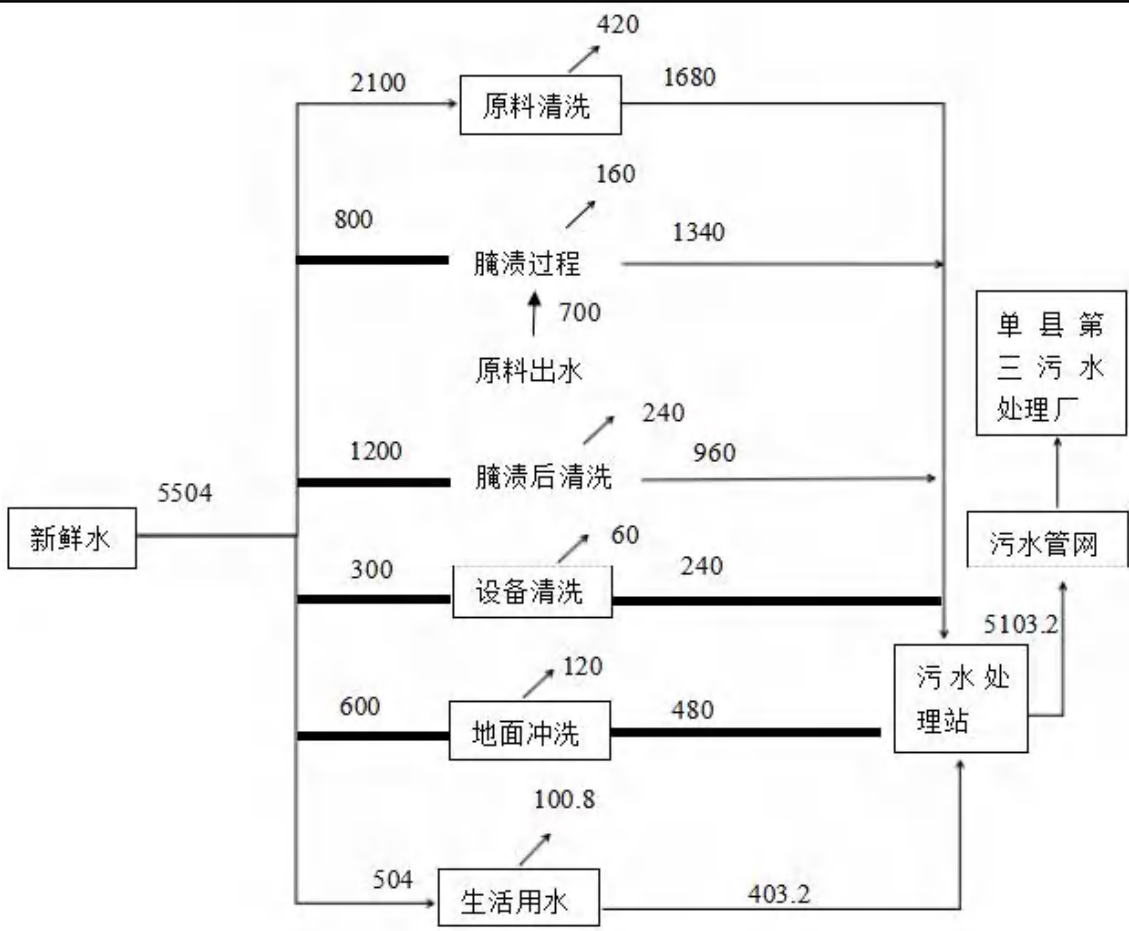 420
2100
1680
原料清洗
160
800
1340
腌渍过程
700
原料出水
单县第
三污水
处理厂
240
1200
960
腌渍后清洗
5504
新鲜水
60
300
240
设备清洗
污水管网
5103.2
120
600
480
地面冲洗
污水处
理站
100.8
504
403.2
生活用水